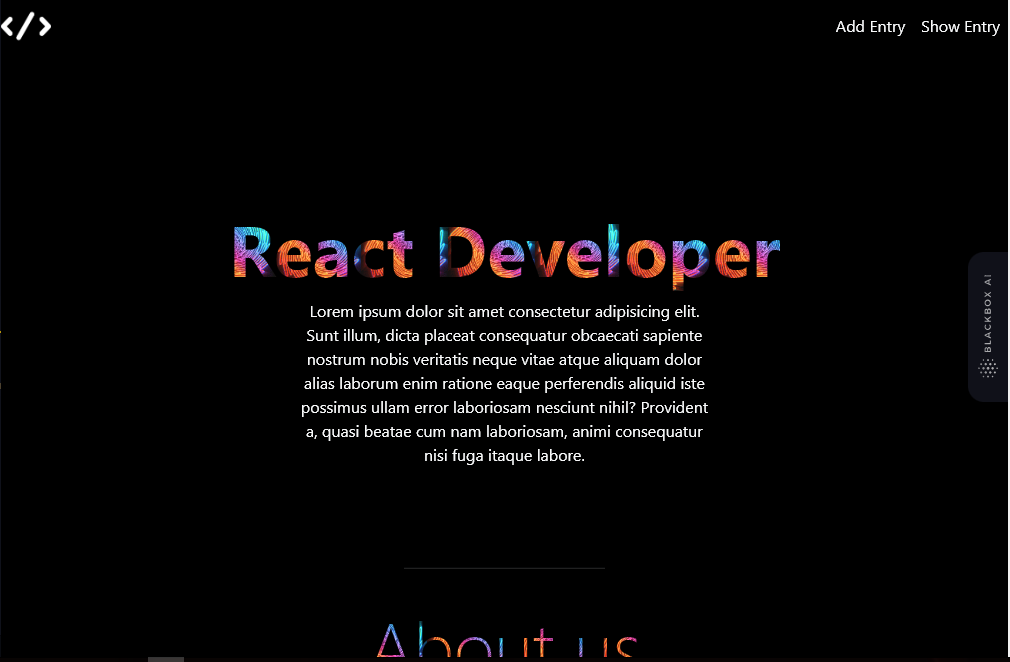 </>
Add Entry Show Entry
React Developer
Lorem ipsum dolor sit amet consectetur adipisicing elit.
Sunt illum, dicta placeat consequatur obcaecati sapiente
nostrum nobis veritatis neque vitae atque aliquam dolor
alias laborum enim ratione eaque perferendis aliquid iste
possimus ullam error laboriosam nesciunt nihil? Provident
a, quasi beatae cum nam laboriosam, animi consequatur
nisi fuga itaque labore.
BLACKBOX AI
About us